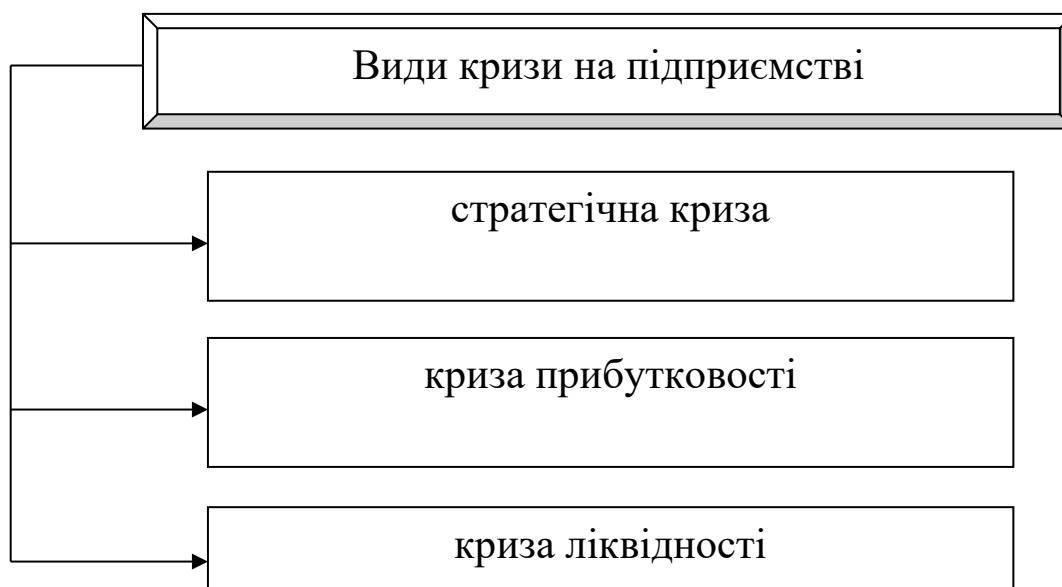 Види кризи на підприємстві
стратегічна криза
криза прибутковості
криза ліквідності